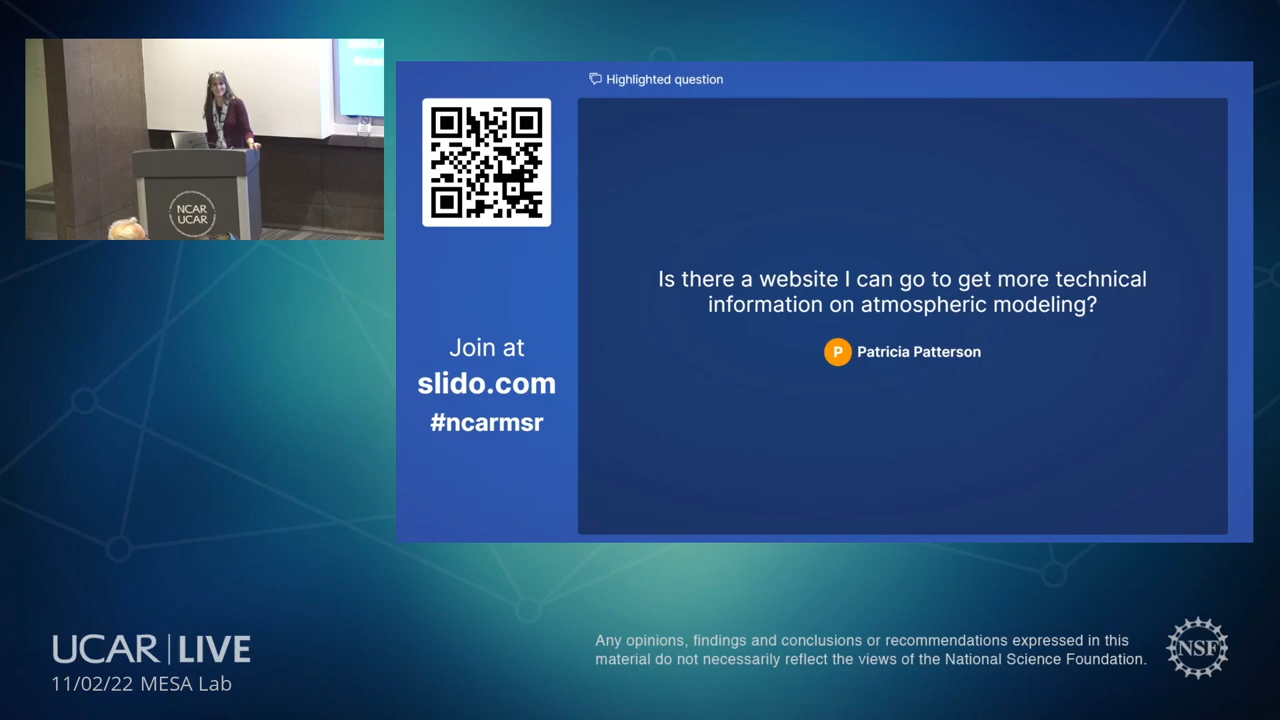 NCAR
UCAR
Highlighted question
Join at
slido.com
#ncarmsr
Is there a website I can go to get more technical
information on atmospheric modeling?
P Patricia Patterson
UCAR | LIVE
11/02/22 MESA Lab
Any opinions, findings and conclusions or recommendations expressed in this
material do not necessarily reflect the views of the National Science Foundation.
NSF